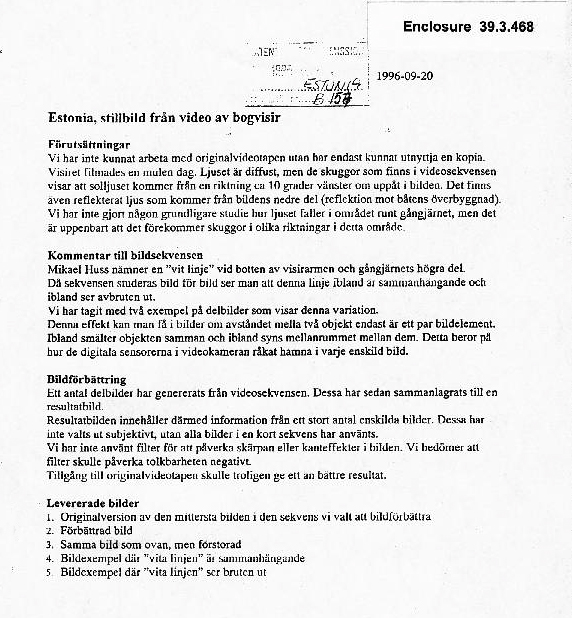 Enclosure 39.3.468
1996-09-20
ESTONIA
B 157
Estonia, stillbild från video av bogvisir
Förutsättningar
Vi har inte kunnat arbeta med originalvideotapen utan har endast kunnat utnyttja en kopia.
Visiret filmades en mulen dag. Ljuset är diffust, men de skuggor som finns i videosekvensen
visar att solljuset kommer från en riktning ca 10 grader vänster om uppåt i bilden. Det finns
även reflekterat ljus som kommer från bildens nedre del (reflektion mot båtens överbyggnad).
Vi har inte gjort någon grundligare studie hur ljuset faller i området runt gångjärnet, men det
är uppenbart att det förekommer skuggor i olika riktningar i detta område.
Kommentar till bildsekvensen
Mikael Huss nämner en ”vit linje” vid botten av visirarmen och gångjärnets högra del.
Då sekvensen studeras bild för bild ser man att denna linje ibland är sammanhängande och
ibland ser avbruten ut.
Vi har tagit med två exempel på delbilder som visar denna variation.
Denna effekt kan man få i bilder om avståndet mella två objekt endast är ett par bildelement.
Ibland smälter objekten samman och ibland syns mellanrummet mellan dem. Detta beror på
hur de digitala sensorerna i videokameran råkat hamna i varje enskild bild.
Bildförbättring
Ett antal delbilder har genererats från videosekvensen. Dessa har sedan sammanlagrats till en
resultatbild.
Resultatbilden innehåller därmed information från ett stort antal enskilda bilder. Dessa har
inte valts ut subjektivt, utan alla bilder i en kort sekvens har använts.
Vi har inte använt filter för att påverka skärpan eller kanteffekter i bilden. Vi bedömer att
filter skulle påverka tolkbarheten negativt.
Tillgång till originalvideotapen skulle troligen ge ett än bättre resultat.
Levererade bilder
1. Originalversion av den mittersta bilden i den sekvens vi valt att bildförbättra
2. Förbättrad bild
3. Samma bild som ovan, men förstorad
4. Bildexempel där ”vita linjen” är sammanhängande
5. Bildexempel där ”vita linjen” ser bruten ut